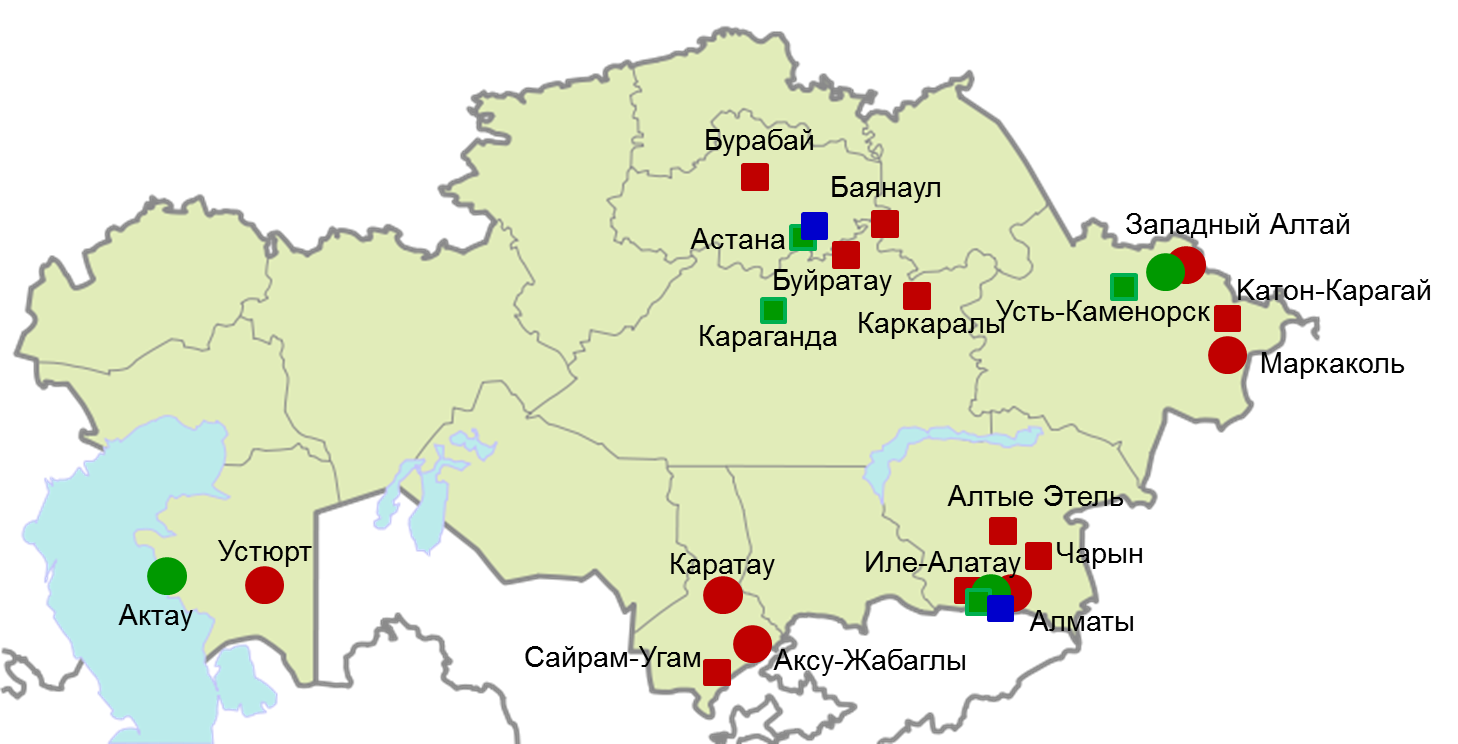 Бурабай
Баянаул
Западный Алтай
Астана
Буйратау
Катон-Карагай
Усть-Каменорск
Каркаралы
Караганда
Маркаколь
Алтые Этель
Устюрт
Чарын
Иле-Алатау
Каратау
Актау
Алматы
Сайрам-Угам
Аксу-Жабаглы